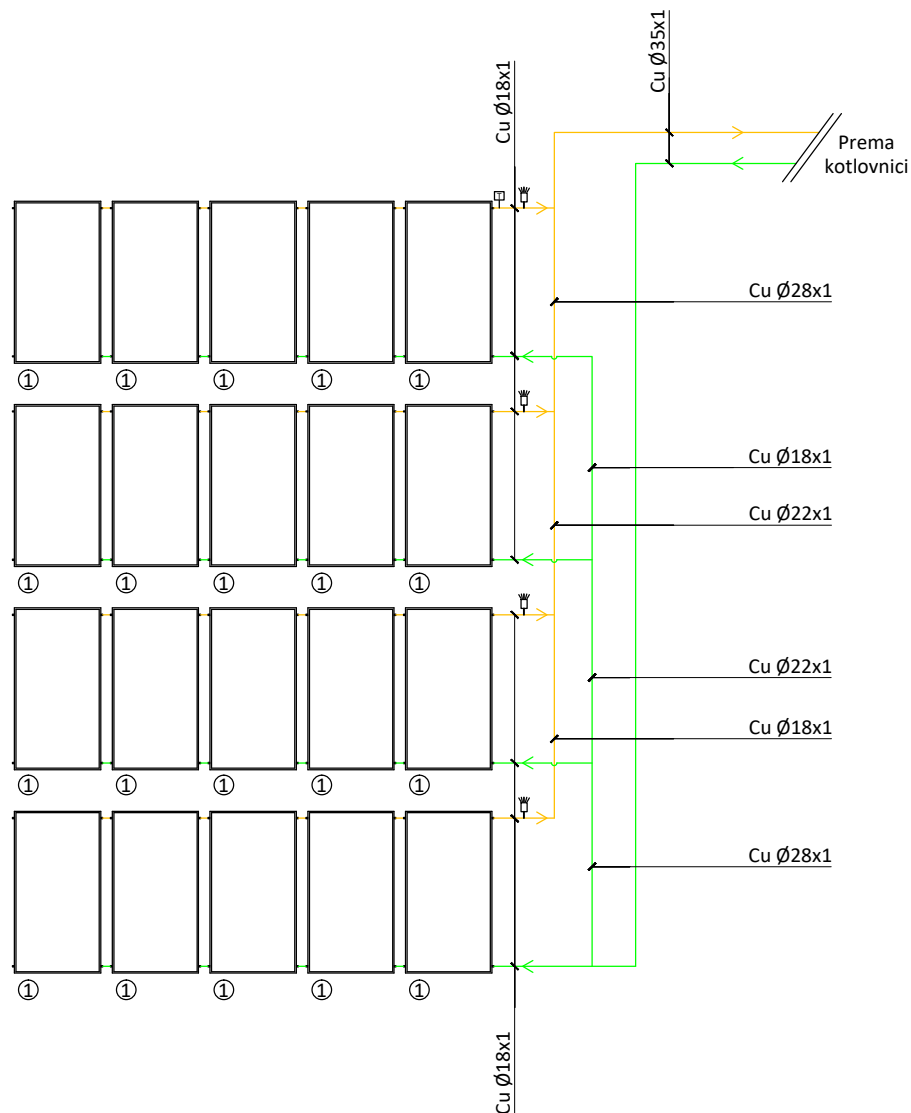 Cu Ø35x1
Cu Ø18x1
Prema
kotlovnici
T
Cu Ø28x1
① ① ① ① ①
Cu Ø18x1
Cu Ø22x1
① ① ① ① ①
Cu Ø22x1
Cu Ø18x1
① ① ① ① ①
Cu Ø28x1
① ① ① ① ①
Cu Ø18x1